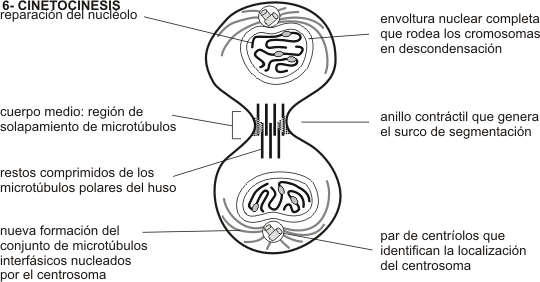 6- CINETOCINESIS
reparación del nucleolo
envoltura nuclear completa
que rodea los cromosomas
en descondensación
cuerpo medio: región de
solapamiento de microtúbulos
anillo contráctil que genera
el surco de segmentación
restos comprimidos de los
microtúbulos polares del huso
nueva formación del
conjunto de microtúbulos
interfásicos nucleados
por el centrosoma
par de centríolos que
identifican la localización
del centrosoma